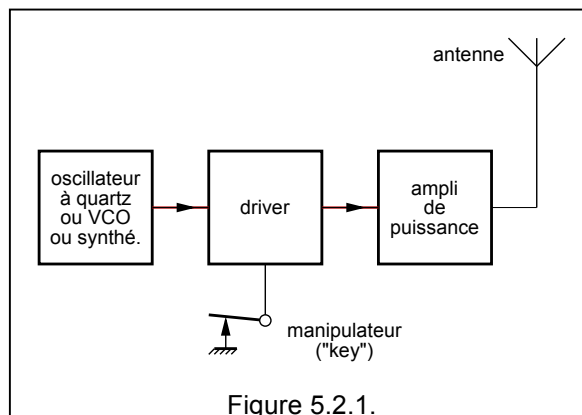 antenne
oscillateur
à quartz
ou VCO
ou synthé.
driver
ampli
de
puissance
manipulateur
("key")
Figure 5.2.1.